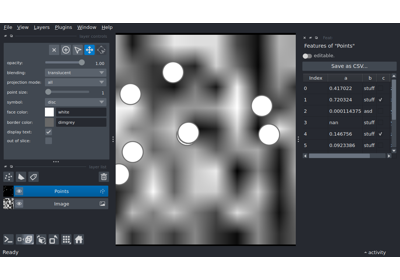 File View Layers Plugins Window Help
opacity: 1.00
blending: translucent
projection mode: all
point size: 1
symbol: disc
face color: white
border color: dimgrey
display text:
out of slice:
Points
Image
Ready
Features of "Points"
editable
Save as CSV...
Index a b c
0 0.417022 stuff
1 0.720324 stuff
2 0.000114375 asd
3 nan stuff
4 0.146756 stuff
5 0.0923386 stuff
activity